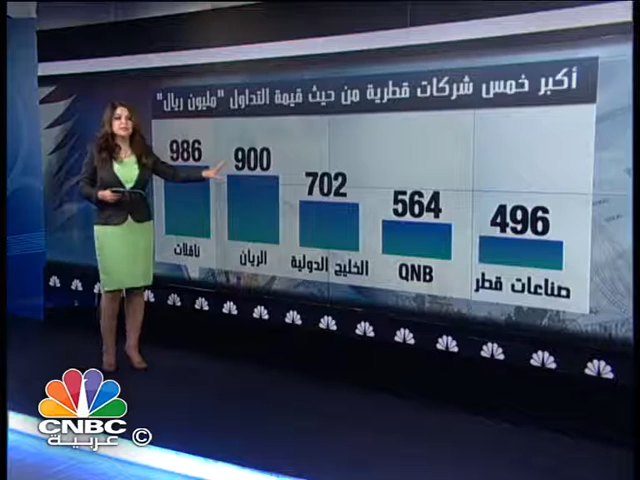 أكبر خمس شركات قطرية من حيث قيمة التداول "مليون ريال"
986
900
702
564
496
ناقلات
الريان
الخليج الدولية
QNB
صناعات قطر
CNBC
عربية ©